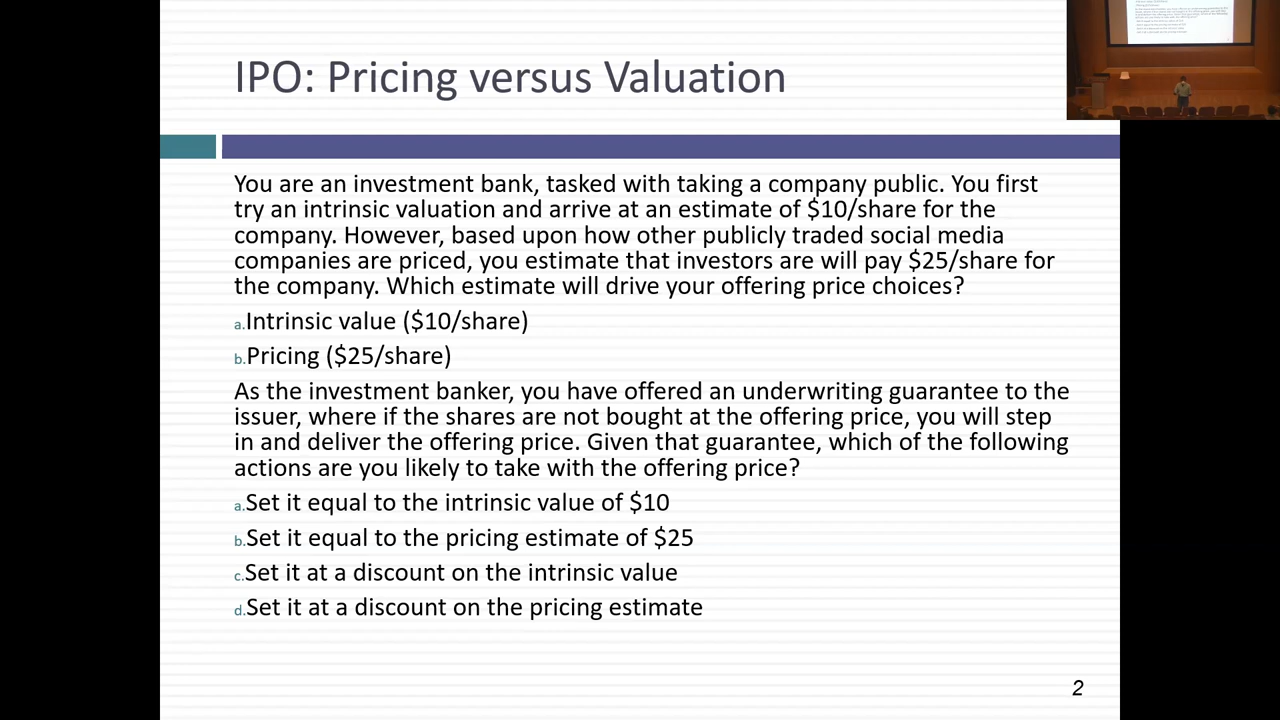 IPO: Pricing versus Valuation
You are an investment bank, tasked with taking a company public. You first
try an intrinsic valuation and arrive at an estimate of $10/share for the
company. However, based upon how other publicly traded social media
companies are priced, you estimate that investors are will pay $25/share for
the company. Which estimate will drive your offering price choices?
a.Intrinsic value ($10/share)
b.Pricing ($25/share)
As the investment banker, you have offered an underwriting guarantee to the
issuer, where if the shares are not bought at the offering price, you will step
in and deliver the offering price. Given that guarantee, which of the following
actions are you likely to take with the offering price?
a.Set it equal to the intrinsic value of $10
b.Set it equal to the pricing estimate of $25
c.Set it at a discount on the intrinsic value
d.Set it at a discount on the pricing estimate
2